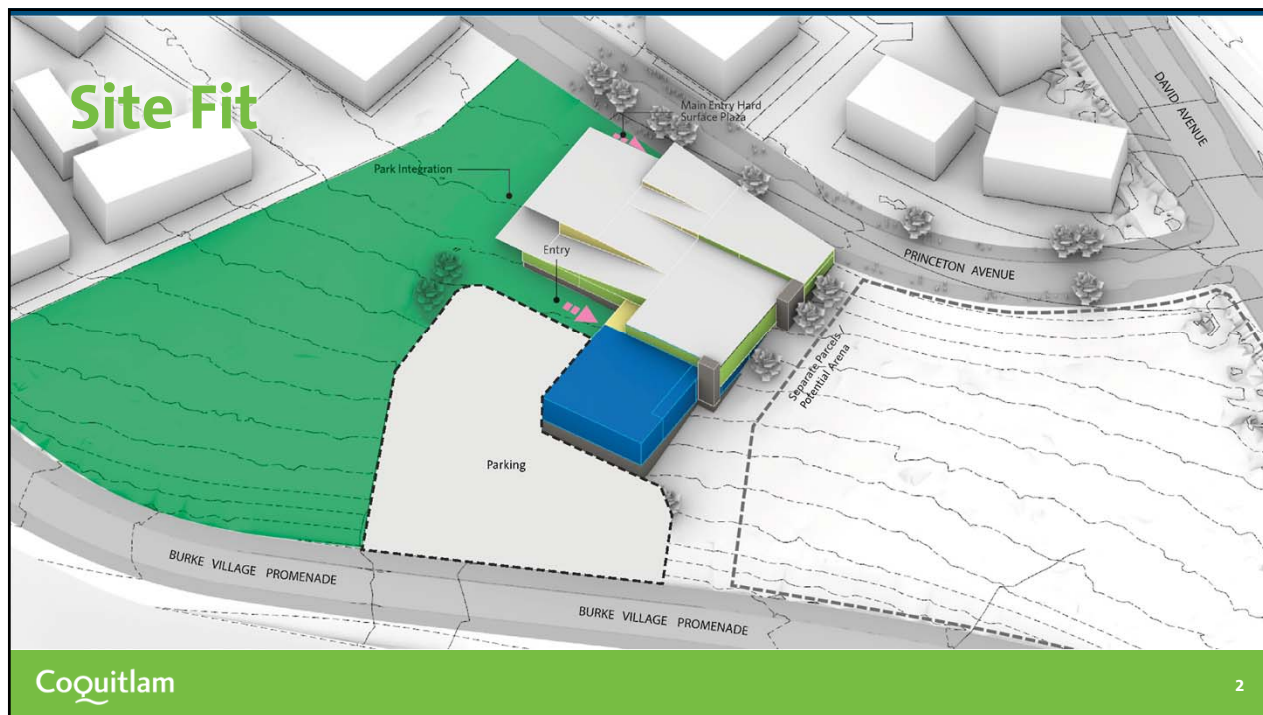 Site Fit
Main Entry Hard
Surface Plaza
DAVID AVENUE
Park Integration
Entry
PRINCETON AVENUE
Separate Parcels /
Potential Arena
Parking
BURKE VILLAGE PROMENADE
BURKE VILLAGE PROMENADE
Coquitlam
2